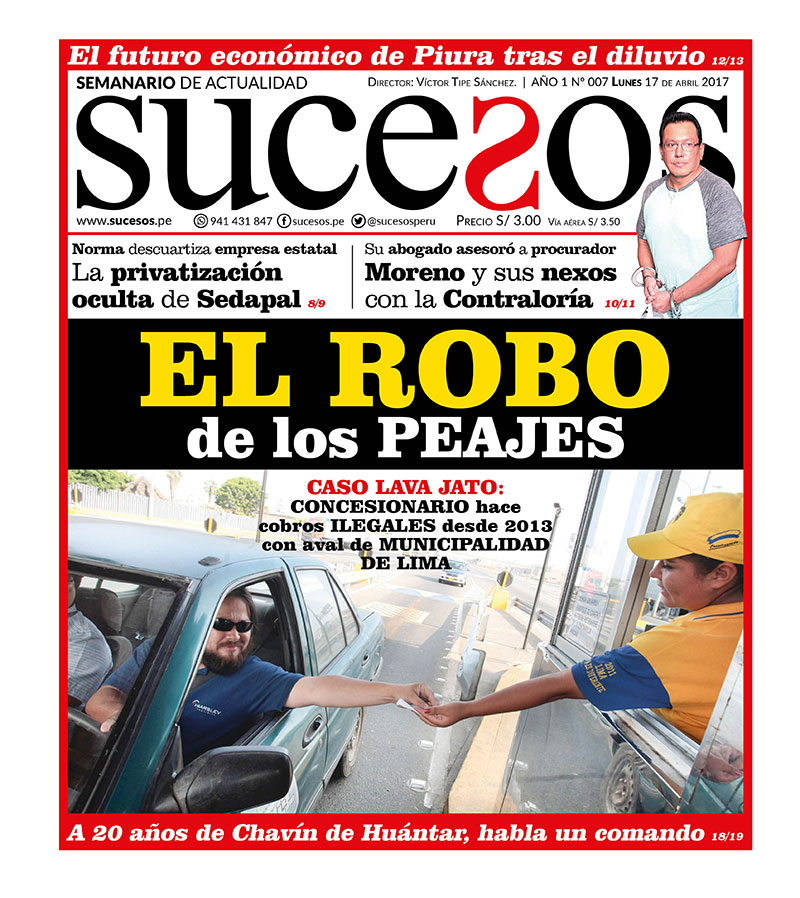 El futuro económico de Piura tras el diluvio 12/13
SEMANARIO DE ACTUALIDAD
DIRECTOR: VÍCTOR TIPE SÁNCHEZ. | AÑO 1 Nº 007 LUNES 17 DE ABRIL 2017
sucesos
www.sucesos.pe 941 431 847 sucesos.pe @sucesosperu PRECIO S/ 3.00 VÍA AÉREA S/ 3.50
Norma descuartiza empresa estatal
La privatización
oculta de Sedapal 8/9
Su abogado asesoró a procurador
Moreno y sus nexos
con la Contraloría 10/11
EL ROBO
de los PEAJES
CASO LAVA JATO:
CONCESIONARIO hace
cobros ILEGALES desde 2013
con aval de MUNICIPALIDAD
DE LIMA
2011
LIMA
ES DIFERENTE
A 20 años de Chavín de Huántar, habla un comando 18/19